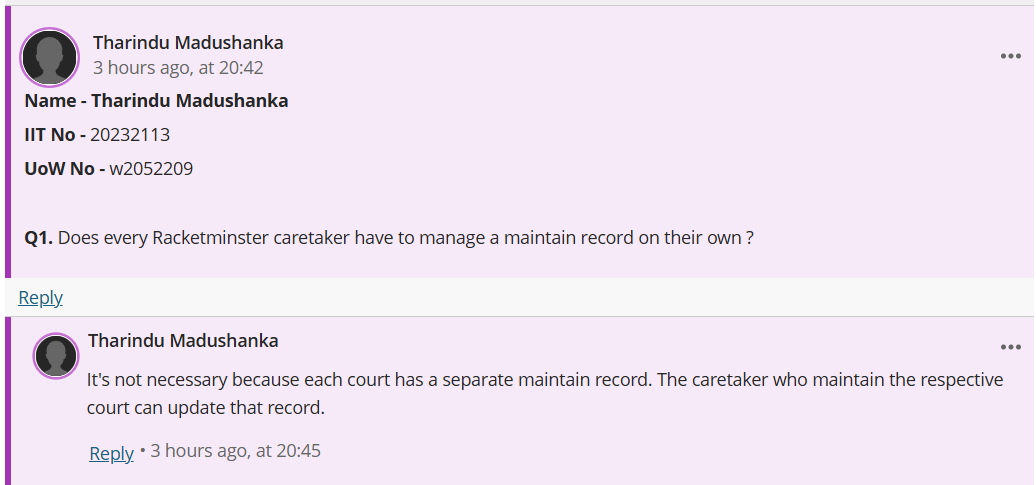 Tharindu Madushanka
3 hours ago, at 20:42
Name - Tharindu Madushanka
IIT No - 20232113
UoW No - w2052209
Q1. Does every Racketminster caretaker have to manage a maintain record on their own ?
Reply
Tharindu Madushanka
It's not necessary because each court has a separate maintain record. The caretaker who maintain the respective
court can update that record.
Reply • 3 hours ago, at 20:45